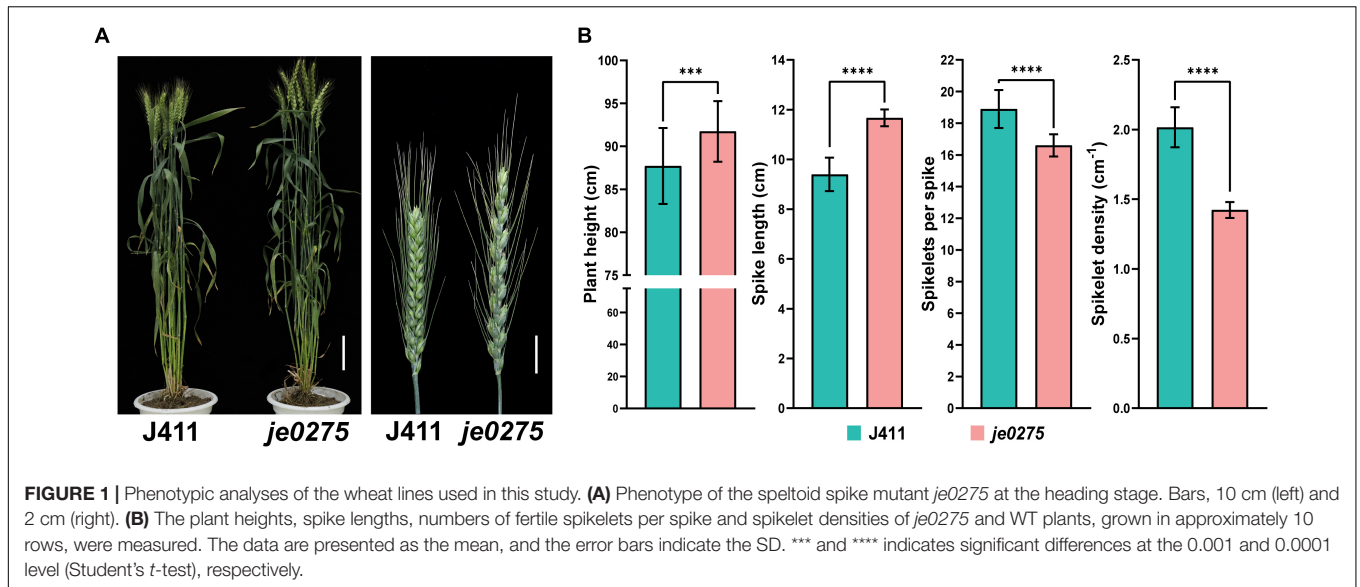 A
B
J411
je0275
J411
je0275
Plant height (cm)
100
95
90
85
80
75
60
40
20
0
***
Spike length (cm)
14
12
10
8
6
4
2
0
****
Spikelets per spike
22
20
18
16
14
12
10
8
6
4
2
0
****
Spikelet density (cm-1)
2.5
2.0
1.5
1.0
0.5
0.0
****
J411
je0275
FIGURE 1 | Phenotypic analyses of the wheat lines used in this study. (A) Phenotype of the speltoid spike mutant je0275 at the heading stage. Bars, 10 cm (left) and
2 cm (right). (B) The plant heights, spike lengths, numbers of fertile spikelets per spike and spikelet densities of je0275 and WT plants, grown in approximately 10
rows, were measured. The data are presented as the mean, and the error bars indicate the SD. *** and **** indicates significant differences at the 0.001 and 0.0001
level (Student's t-test), respectively.